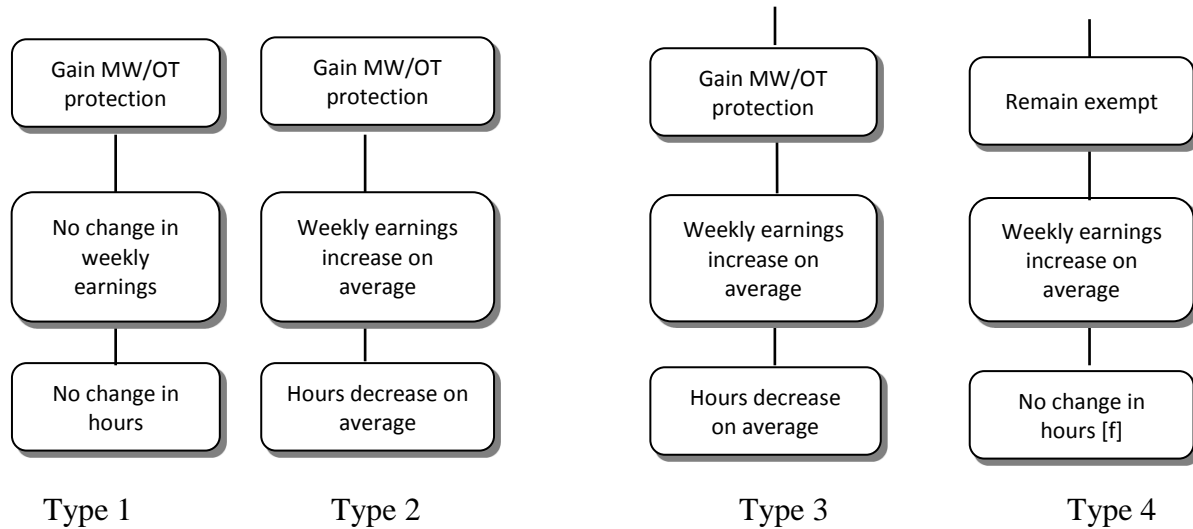 Gain MW/OT
protection
No change in
weekly
earnings
No change in
hours
Type 1
Gain MW/OT
protection
Weekly earnings
increase on
average
Hours decrease on
average
Type 2
Gain MW/OT
protection
Weekly earnings
increase on
average
Hours decrease
on average
Type 3
Remain exempt
Weekly earnings
increase on
average
No change in
hours [f]
Type 4